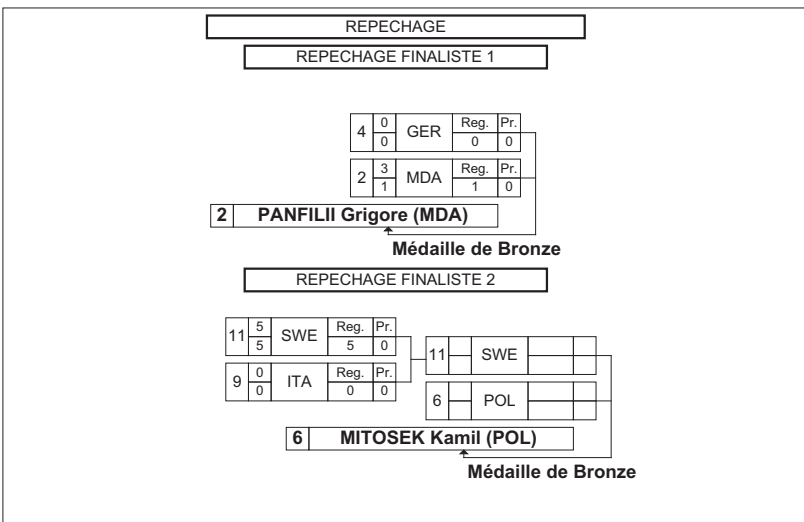 REPECHAGE
REPECHAGE FINALISTE 1
4 0 GER Reg. Pr.
0 0 0
2 3 MDA Reg. Pr.
1 1 0
2 PANFILII Grigore (MDA)
Médaille de Bronze
REPECHAGE FINALISTE 2
11 5 SWE Reg. Pr.
5 5 0
11 SWE
9 0 ITA Reg. Pr.
0 0 0
6 POL
6 MITOSEK Kamil (POL)
Médaille de Bronze